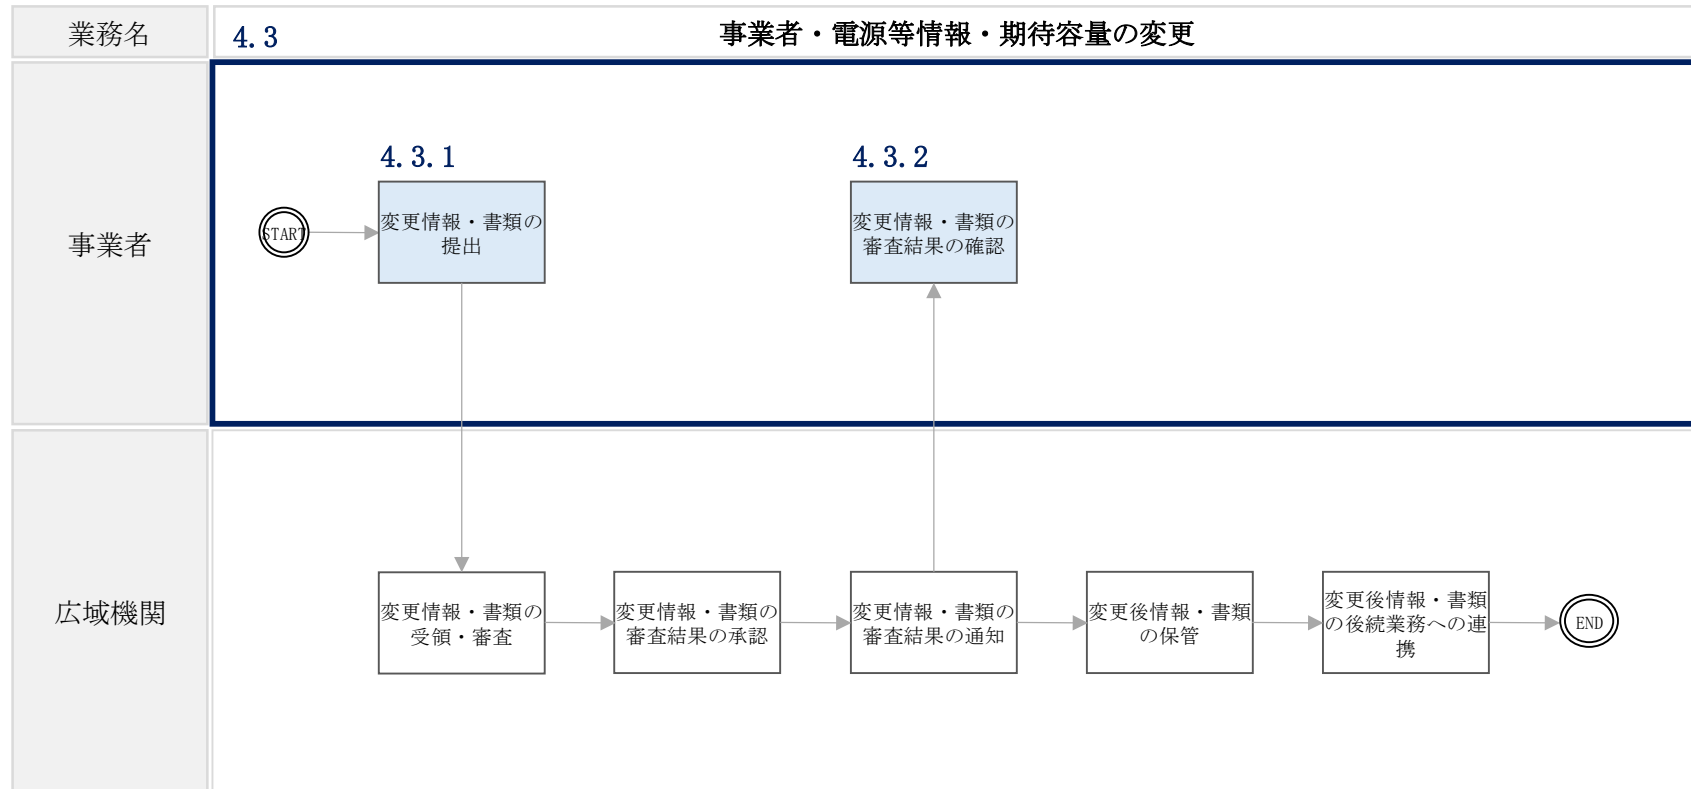 業務名
4.3
事業者・電源等情報・期待容量の変更
事業者
4.3.1
4.3.2
START
変更情報・書類の
提出
変更情報・書類の
審査結果の確認
広域機関
変更情報・書類の
受領・審査
変更情報・書類の
審査結果の承認
変更情報・書類の
審査結果の通知
変更後情報・書類
の保管
変更後情報・書類
の後続業務への連
携
END